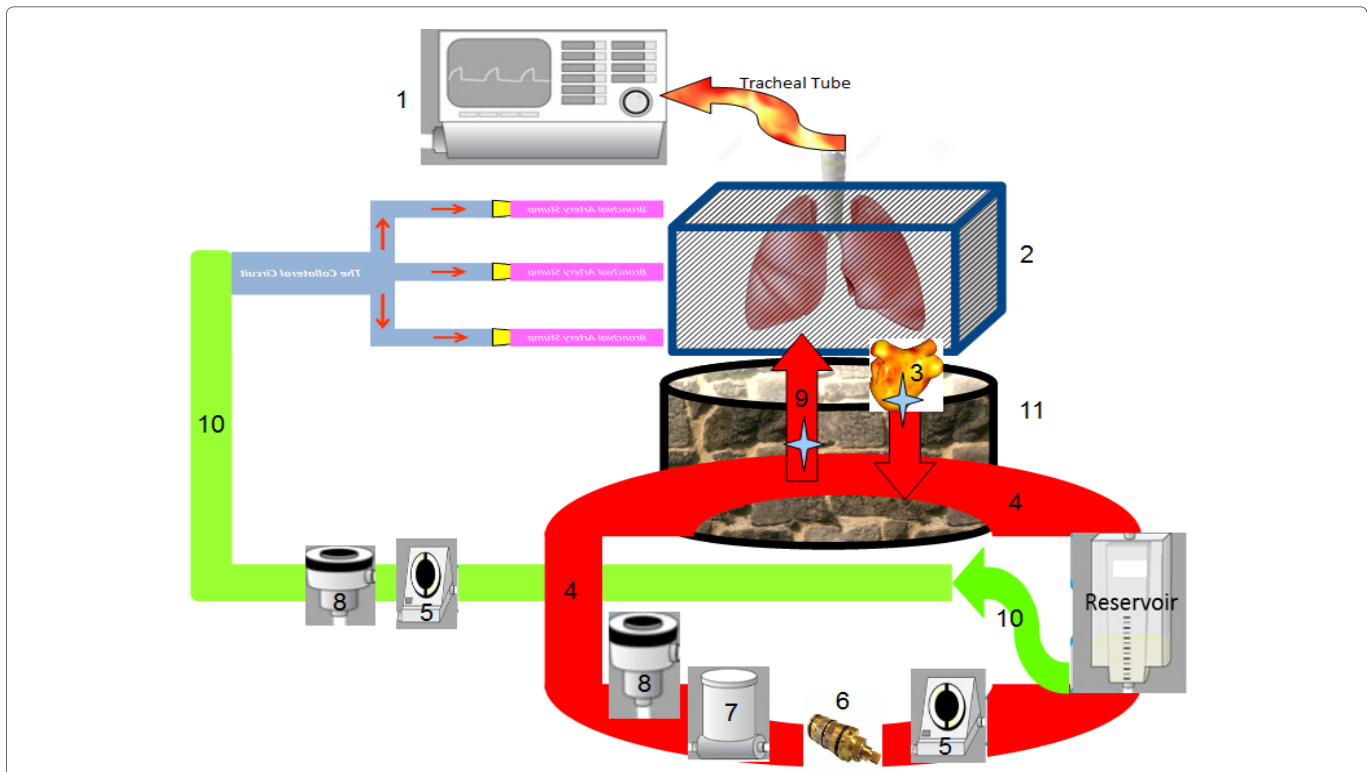 Tracheal Tube
1
Bronchial Artery Stump
2
The Collateral Circuit
Bronchial Artery Stump
Bronchial Artery Stump
3
9
11
10
4
8
5
4
10
Reservoir
8
7
6
5